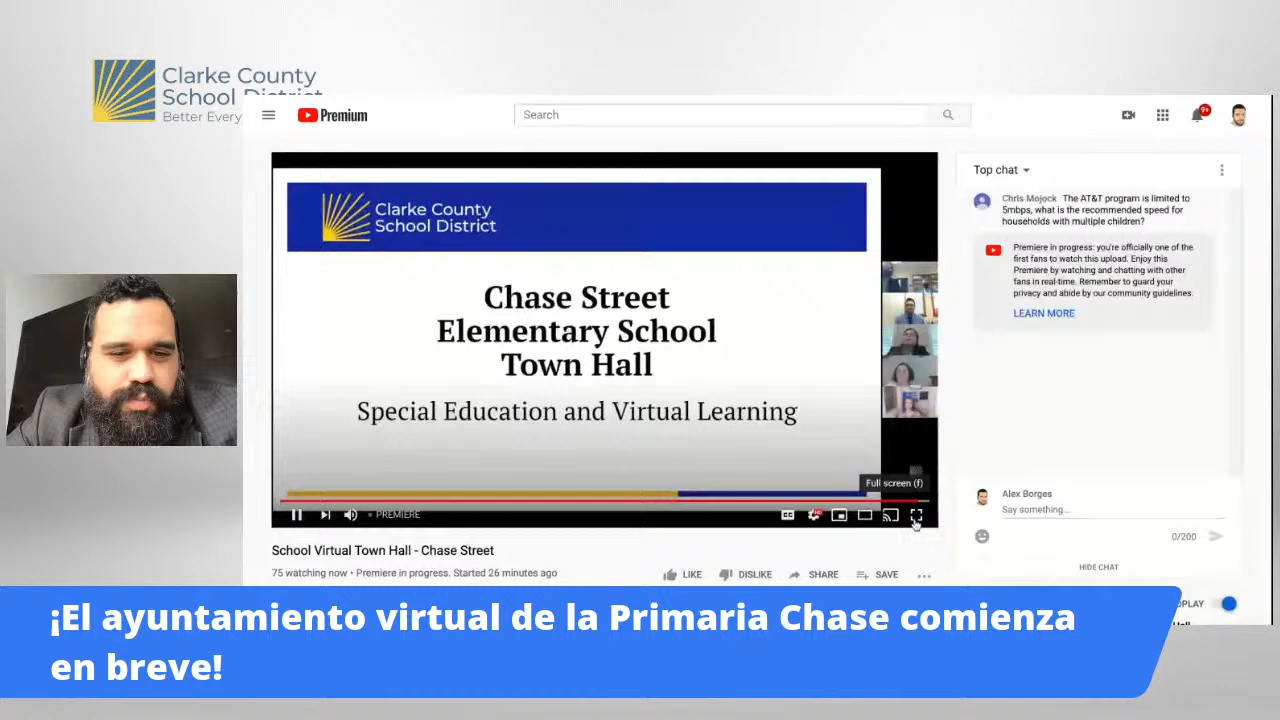 Clarke County
School District
Better Every
Premium
Search
9+
Clarke County
School District
Chase Street
Elementary School
Town Hall
Special Education and Virtual Learning
Full screen (f)
PREMIERE
CC
HD
School Virtual Town Hall - Chase Street
75 watching now • Premiere in progress. Started 26 minutes ago
LIKE
DISLIKE
SHARE
SAVE
Top chat
Chris Mojock The AT&T program is limited to
5mbps, what is the recommended speed for
households with multiple children?
Premiere in progress: you're officially one of the
first fans to watch this upload. Enjoy this
Premiere by watching and chatting with other
fans in real-time. Remember to guard your
privacy and abide by our community guidelines.
LEARN MORE
Alex Borges
Say something...
0/200
HIDE CHAT
OPLAY
¡El ayuntamiento virtual de la Primaria Chase comienza
en breve!